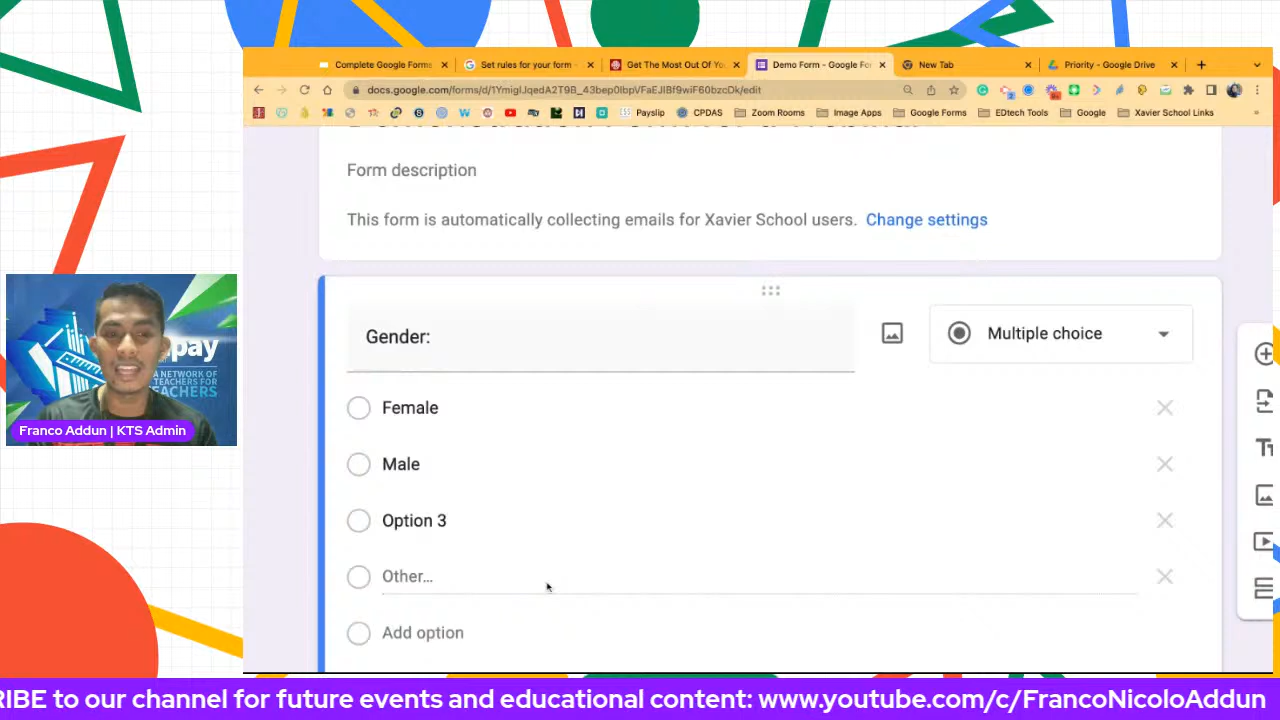 Complete Google Forms
Set rules for your form -
Get The Most Out Of Yo
Demo Form - Google For
New Tab
Priority - Google Drive
docs.google.com/forms/d/1YmiglJqedA2T9B_43bep0lbpVFaEJIBf9wiF60bzcDk/edit
Payslip
CPDAS
Zoom Rooms
Image Apps
Google Forms
EDtech Tools
Google
Xavier School Links
Form description
This form is automatically collecting emails for Xavier School users. Change settings
Gender:
Multiple choice
Female
Male
Option 3
Other...
Add option
pay
A NETWORK OF
TEACHERS FOR
TEACHERS
Franco Addun | KTS Admin
RIBE to our channel for future events and educational content: www.youtube.com/c/FrancoNicoloAddun